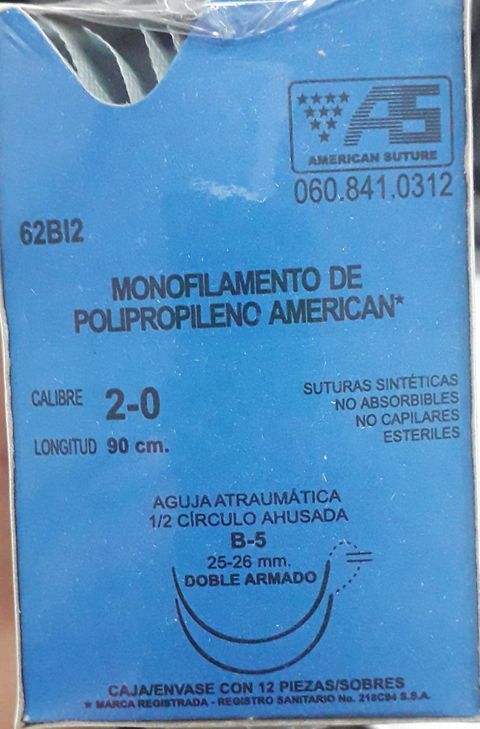 AS
AMERICAN SUTURE
060.841.0312
62BI2
MONOFILAMENTO DE
POLIPROPILENO AMERICAN*
CALIBRE 2-0
LONGITUD 90 cm.
SUTURAS SINTÉTICAS
NO ABSORBIBLES
NO CAPILARES
ESTERILES
AGUJA ATRAUMÁTICA
1/2 CÍRCULO AHUSADA
B-5
25-26 mm.
DOBLE ARMADO
CAJA/ENVASE CON 12 PIEZAS/SOBRES
* MARCA REGISTRADA - REGISTRO SANITARIO No. 218C94 S.S.A.